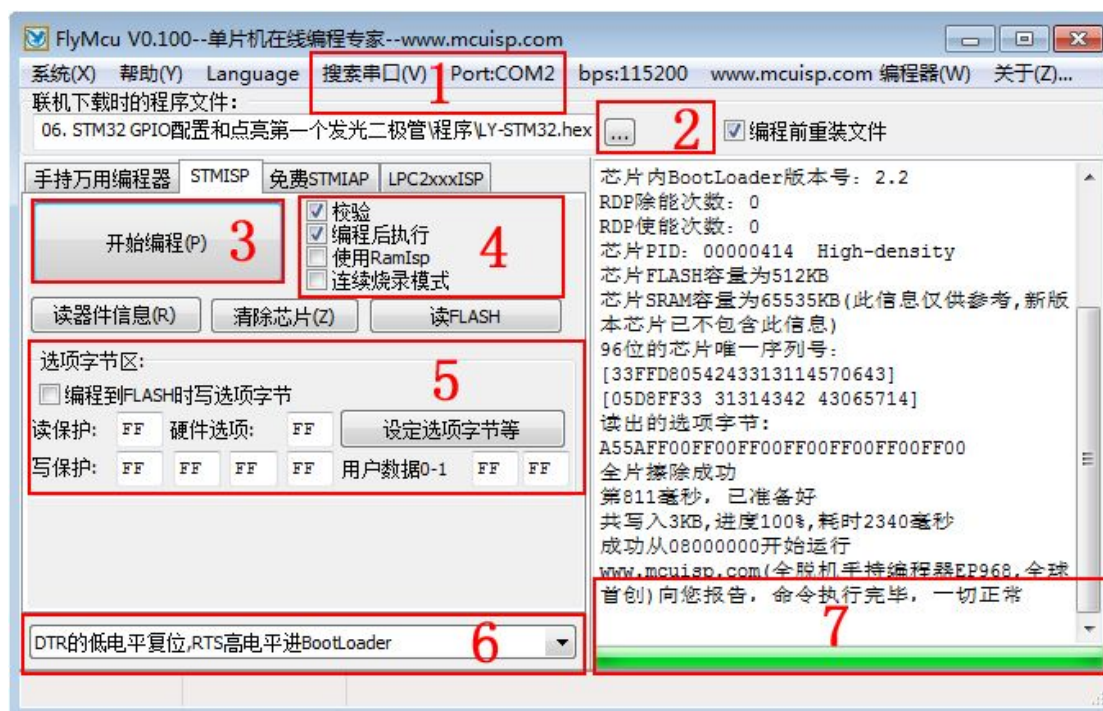 FlyMcu V0.100--单片机在线编程专家--www.mcuisp.com
系统(X) 帮助(Y) Language 搜索串口(V) Port:COM2 bps:115200 www.mcuisp.com 编程器(W) 关于(Z)...
1
联机下载时的程序文件:
06. STM32 GPIO配置和点亮第一个发光二极管\程序\LY-STM32.hex ... 2 编程前重装文件
手持万用编程器 STMISP 免费STMIAP LPC2xxxISP
开始编程(P) 3
校验
编程后执行
使用RamIsp
连续烧录模式
4
读器件信息(R) 清除芯片(Z) 读FLASH
选项字节区:
5
编程到FLASH时写选项字节
读保护: FF 硬件选项: FF 设定选项字节等
写保护: FF FF FF FF 用户数据0-1 FF FF
DTR的低电平复位,RTS高电平进BootLoader 6
芯片内BootLoader版本号: 2.2
RDP除能次数: 0
RDP使能次数: 0
芯片PID: 00000414 High-density
芯片FLASH容量为512KB
芯片SRAM容量为65535KB(此信息仅供参考,新版
本芯片已不包含此信息)
96位的芯片唯一序列号:
[33FFD8054243313114570643]
[05D8FF33 31314342 43065714]
读出的选项字节:
A55AFF00FF00FF00FF00FF00FF00FF00
全片擦除成功
第811毫秒, 已准备好
共写入3KB,进度100%,耗时2340毫秒
成功从08000000开始运行
www.mcuisp.com(全脱机手持编程器EP968,全球
首创)向您报告, 命令执行完毕, 一切正常
7